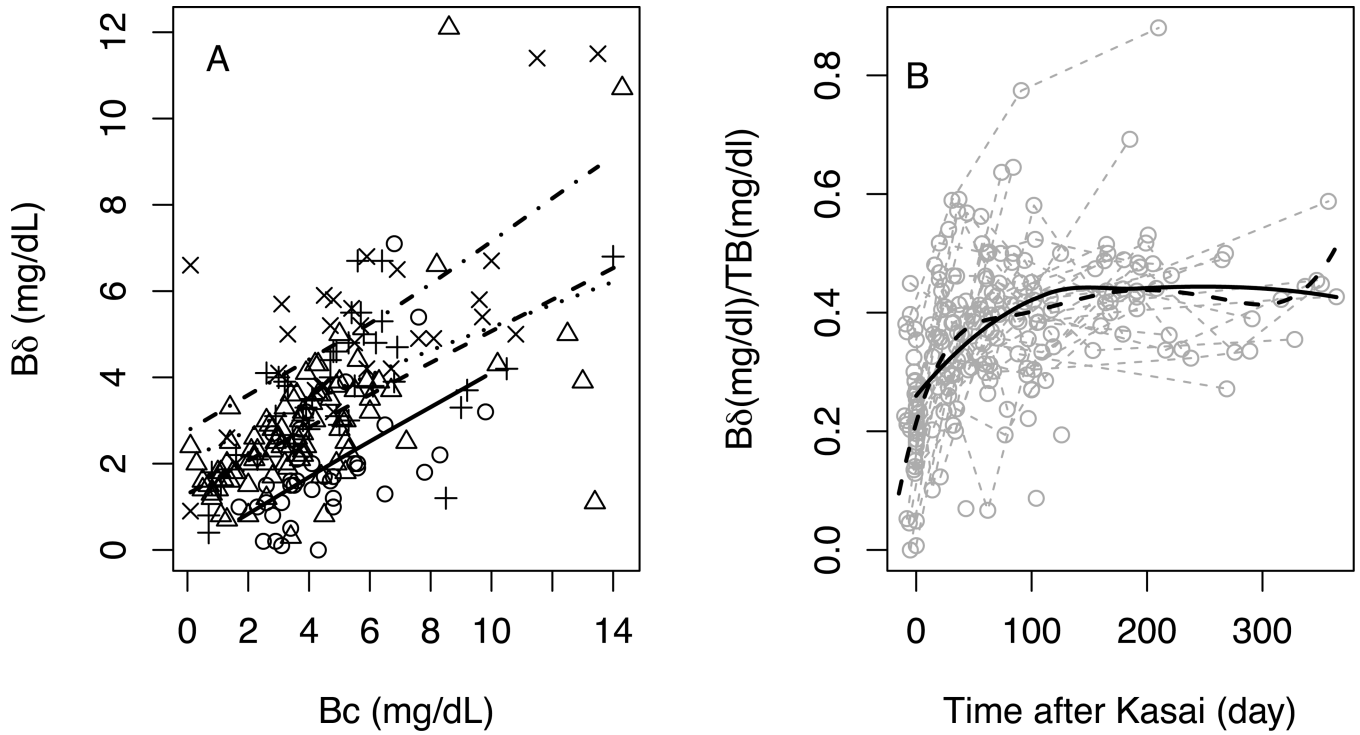 A
12
10
8
6
4
2
0
Bδ (mg/dL)
0 2 4 6 8 10 14
Bc (mg/dL)
B
0.8
0.6
0.4
0.2
0.0
Bδ(mg/dl)/TB(mg/dl)
0 100 200 300
Time after Kasai (day)